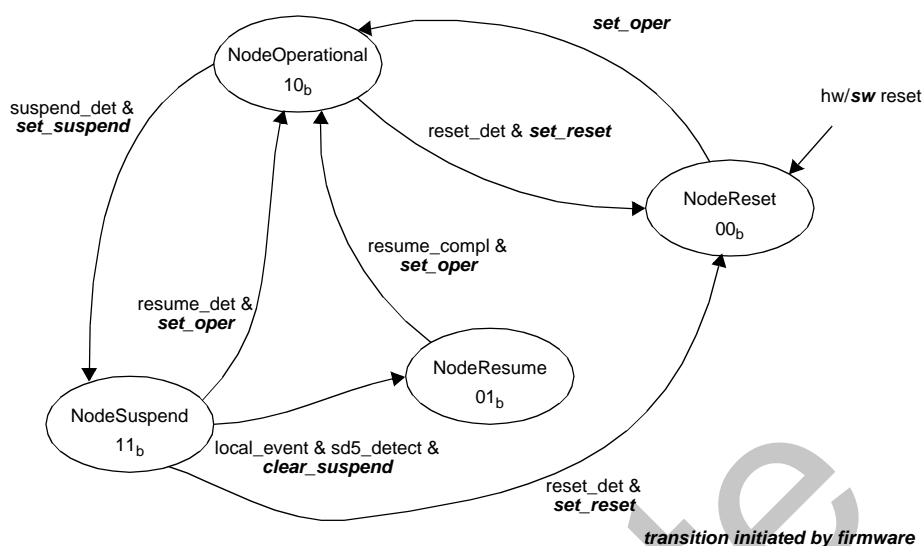 set_oper
NodeOperational
10b
hw/sw reset
suspend_det &
set_suspend
reset_det & set_reset
NodeReset
00b
resume_compl &
set_oper
resume_det &
set_oper
NodeResume
01b
NodeSuspend
11b
local_event & sd5_detect &
clear_suspend
reset_det &
set_reset
transition initiated by firmware